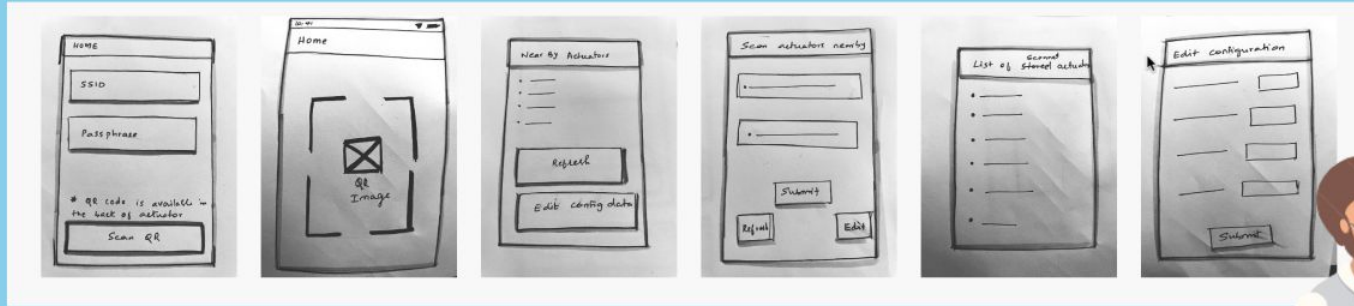 HOME
SSID
Passphrase
* QR code is available in
the back of actuator
Scan QR
Home
QR
Image
Near By Actuators
Refresh
Edit config data
Scan actuators nearby
Submit
Refresh
Edit
Scanned
List of stored actuators
Edit configuration
Submit